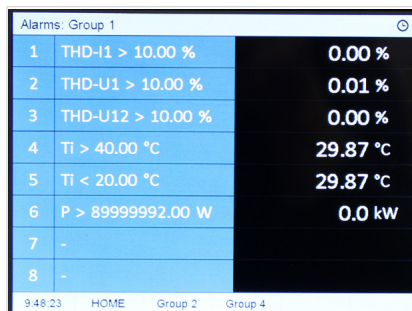 Alarms: Group 1
1 THD-I1 > 10.00 % 0.00 %
2 THD-U1 > 10.00 % 0.01 %
3 THD-U12 > 10.00 % 0.00 %
4 Ti > 40.00 °C 29.87 °C
5 Ti < 20.00 °C 29.87 °C
6 P > 89999992.00 W 0.0 kW
7 -
8 -
9:48:23 HOME Group 2 Group 4